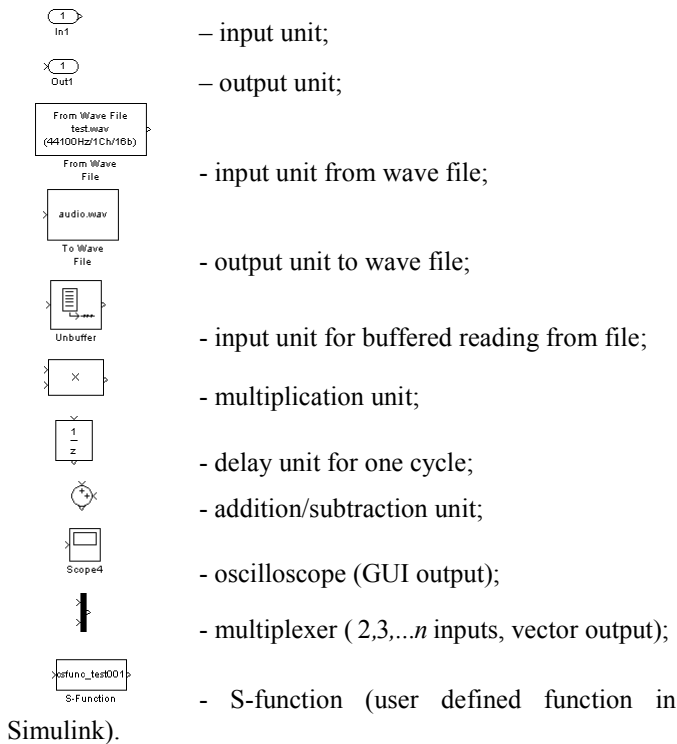 1
In1
– input unit;
1
Out1
– output unit;
From Wave File
test.wav
(44100Hz/1Ch/16b)
From Wave
File
- input unit from wave file;
audio.wav
To Wave
File
- output unit to wave file;
Unbuffer
- input unit for buffered reading from file;
×
- multiplication unit;
1
z
- delay unit for one cycle;
++
- addition/subtraction unit;
Scope4
- oscilloscope (GUI output);
- multiplexer ( 2,3,...n inputs, vector output);
sfunc_test001
S-Function
- S-function (user defined function in
Simulink).